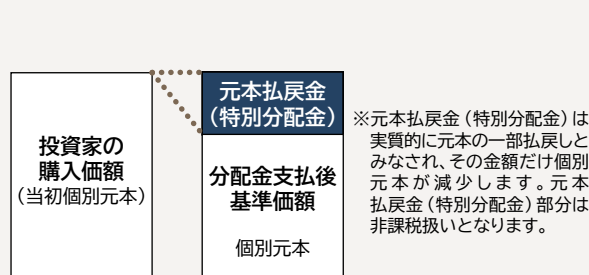 投資家の
購入価額
（当初個別元本）
元本払戻金
（特別分配金）
分配金支払後
基準価額
個別元本
※元本払戻金（特別分配金）は
実質的に元本の一部払戻しと
みなされ、その金額だけ個別
元本が減少します。元本
払戻金（特別分配金）部分は
非課税扱いとなります。